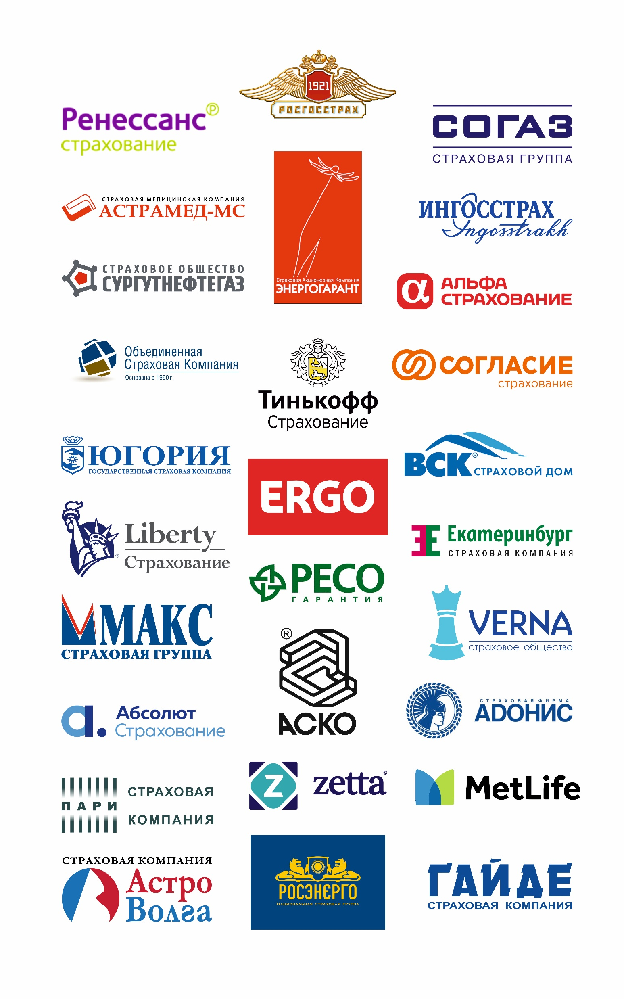 1921
РОСГОССТРАХ
Ренессанс
страхование
СОГАЗ
СТРАХОВАЯ ГРУППА
СТРАХОВАЯ МЕДИЦИНСКАЯ КОМПАНИЯ
АСТРАМЕД-МС
ИНГОССТРАХ
Ingosstrakh
СТРАХОВОЕ ОБЩЕСТВО
СУРГУТНЕФТЕГАЗ
Страховая Акционерная Компания
ЭНЕРГОГАРАНТ
α
АЛЬФА
СТРАХОВАНИЕ
Объединенная
Страховая Компания
Основана в 1990 г.
Тинькофф
Страхование
СОГЛАСИЕ
страхование
ЮГОРИЯ
ГОСУДАРСТВЕННАЯ СТРАХОВАЯ КОМПАНИЯ
ERGO
ВСК®
СТРАХОВОЙ ДОМ
Liberty
®
Страхование
Екатеринбург
СТРАХОВАЯ КОМПАНИЯ
РЕСО
ГАРАНТИЯ
МАКС
СТРАХОВАЯ ГРУППА
®
АСКО
VERNA
страховое общество
а.
Абсолют
Страхование
СТРАХОВАЯ ФИРМА
АДОНИС
ПАРИ
СТРАХОВАЯ
КОМПАНИЯ
Z
zetta©
MetLife
СТРАХОВАЯ КОМПАНИЯ
Астро
Волга
РОСЭНЕРГО
НАЦИОНАЛЬНАЯ СТРАХОВАЯ ГРУППА
ГАЙДЕ
СТРАХОВАЯ КОМПАНИЯ